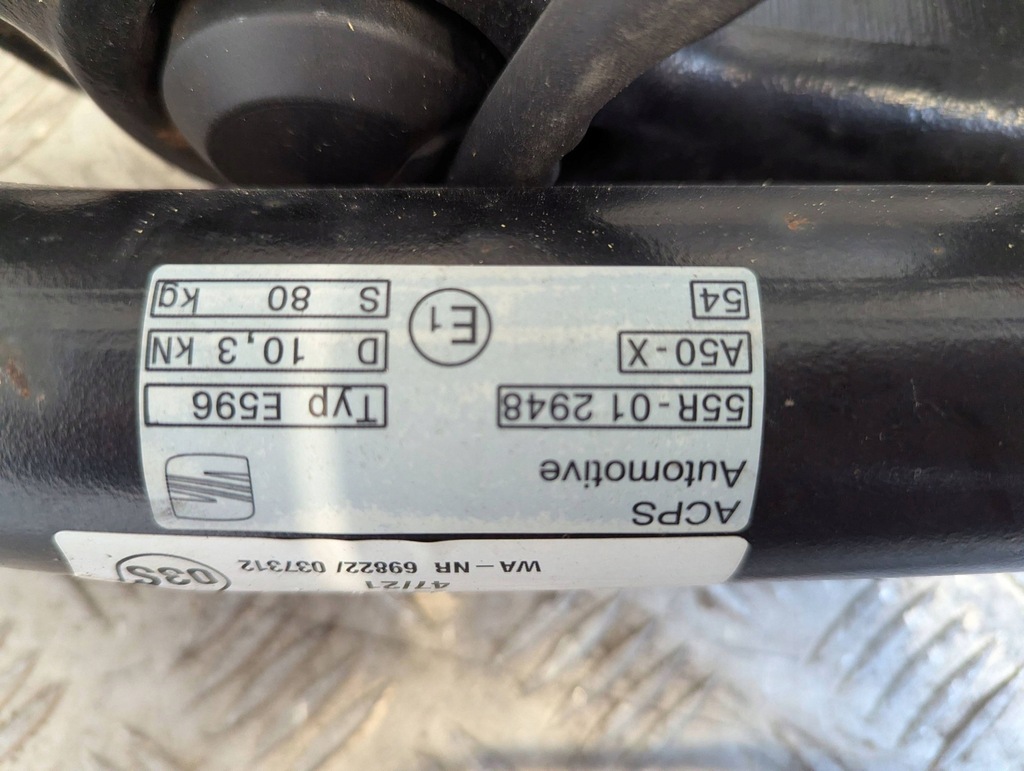 47/21
WA-NR 69822/ 037312
03S
ACPS
Automotive
55R-01 2948
Typ E596
A50-X
D 10,3 kN
54
E1
S 80 kg